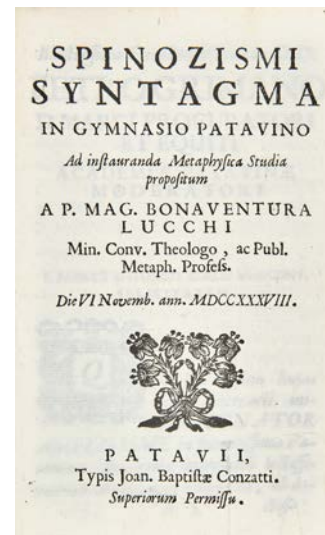 SPINOZISMI
SYNTAGMA
IN GYMNASIO PATAVINO
Ad inſtauranda Metaphyſica Studia
propoſitum
A P. MAG. BONAVENTURA
LUCCHI
Min. Conv. Theologo , ac Publ.
Metaph. Profeſs.
Die VI Novemb. ann. MDCCXXXVIII.
PATAVII,
Typis Joan. Baptiſtæ Conzatti.
Superiorum Permiſſu.